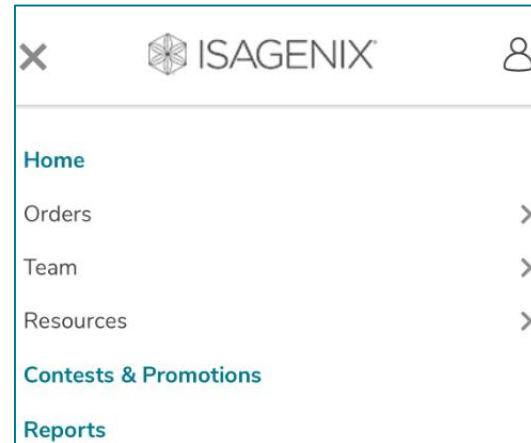 ISAGENIX
Home
Orders
Team
Resources
Contests & Promotions
Reports